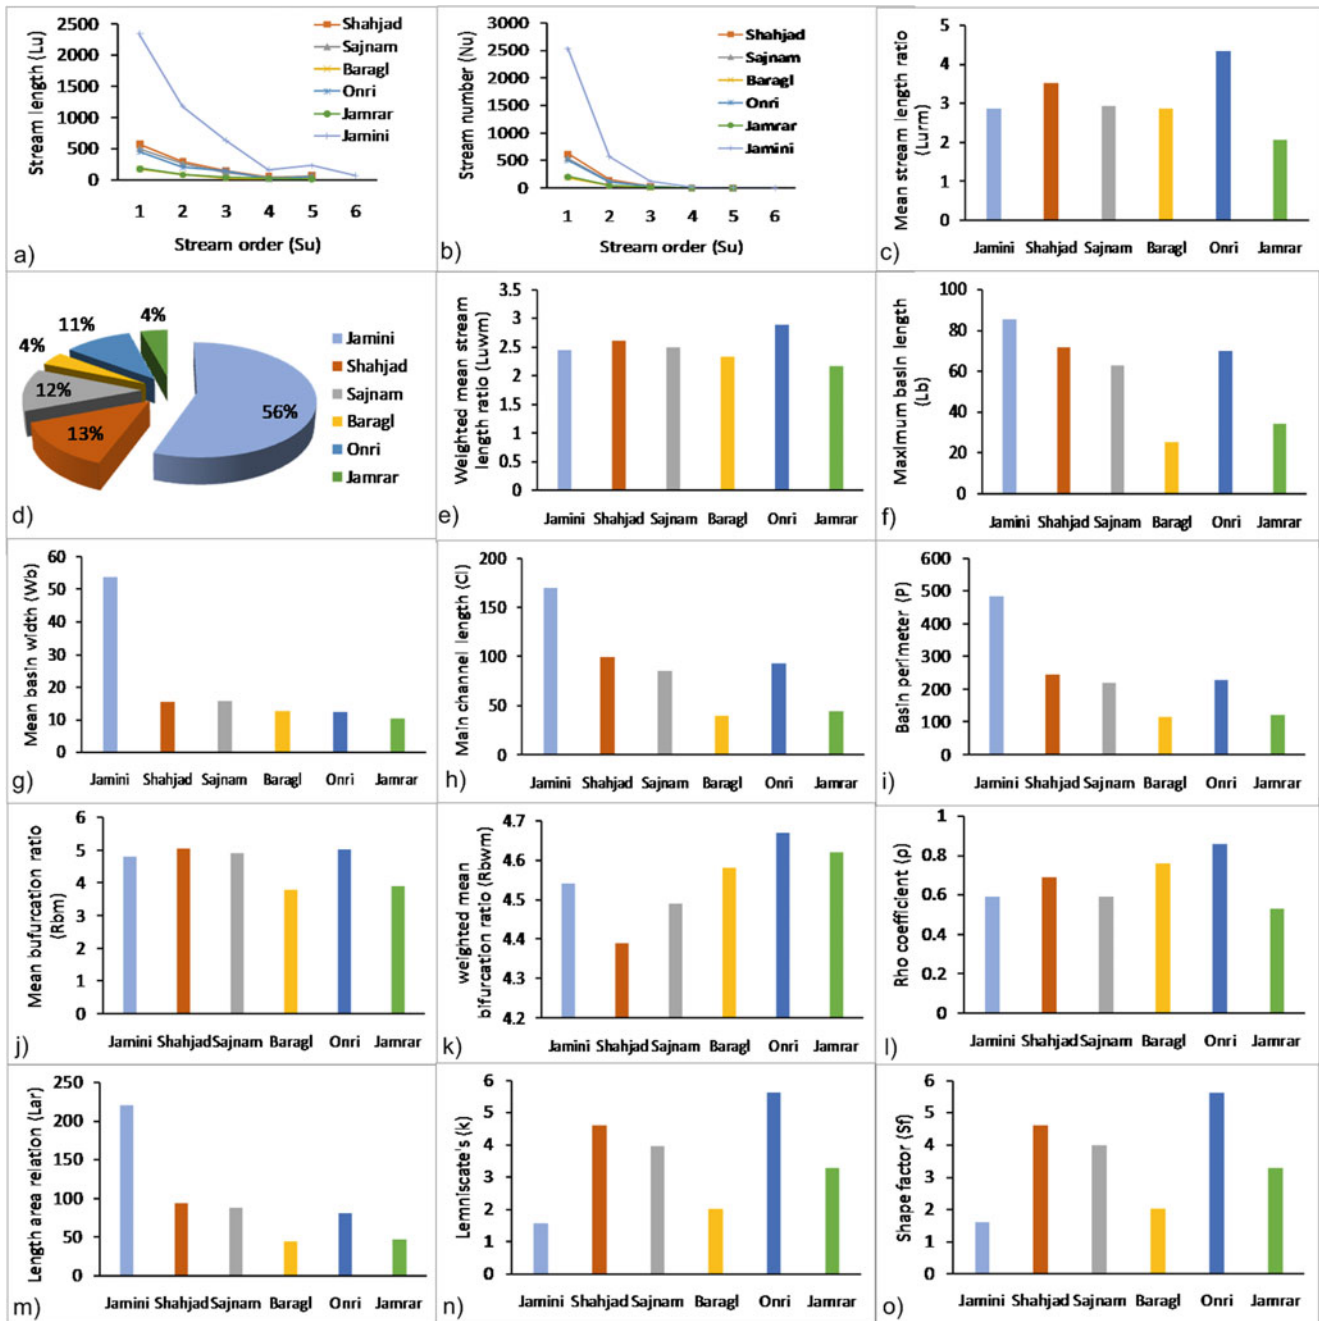 2500
2000
1500
1000
500
0
Stream length (Lu)
1 2 3 4 5 6
Stream order (Su)
Shahjad
Sajnam
Baragl
Onri
Jamrar
Jamini
a)
3000
2500
2000
1500
1000
500
0
Stream number (Nu)
1 2 3 4 5 6
Stream order (Su)
Shahjad
Sajnam
Baragl
Onri
Jamrar
Jamini
b)
5
4
3
2
1
0
Mean stream length ratio
(Lurm)
Jamini Shahjad Sajnam Baragl Onri Jamrar
c)
4%
11%
4%
12%
13%
56%
Jamini
Shahjad
Sajnam
Baragl
Onri
Jamrar
d)
3.5
3
2.5
2
1.5
1
0.5
0
Weighted mean stream
length ratio (Luwm)
Jamini Shahjad Sajnam Baragl Onri Jamrar
e)
100
80
60
40
20
0
Maximum basin length
(Lb)
Jamini Shahjad Sajnam Baragl Onri Jamrar
f)
60
50
40
30
20
10
0
Mean basin width (Wb)
Jamini Shahjad Sajnam Baragl Onri Jamrar
g)
200
150
100
50
0
Main channel length (Cl)
Jamini Shahjad Sajnam Baragl Onri Jamrar
h)
600
500
400
300
200
100
0
Basin perimeter (P)
Jamini Shahjad Sajnam Baragl Onri Jamrar
i)
6
5
4
3
2
1
0
Mean bufurcation ratio
(Rbm)
Jamini Shahjad Sajnam Baragl Onri Jamrar
j)
4.7
4.6
4.5
4.4
4.3
4.2
weighted mean
bifurcation ratio (Rbwm)
Jamini Shahjad Sajnam Baragl Onri Jamrar
k)
1
0.8
0.6
0.4
0.2
0
Rho coefficient (ρ)
Jamini Shahjad Sajnam Baragl Onri Jamrar
l)
250
200
150
100
50
0
Length area relation (Lar)
Jamini Shahjad Sajnam Baragl Onri Jamrar
m)
6
5
4
3
2
1
0
Lemniscate's (k)
Jamini Shahjad Sajnam Baragl Onri Jamrar
n)
6
5
4
3
2
1
0
Shape factor (Sf)
Jamini Shahjad Sajnam Baragl Onri Jamrar
o)